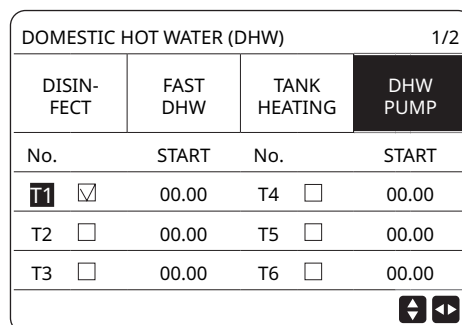 DOMESTIC HOT WATER (DHW) 1/2
DISIN-
FECT
FAST
DHW
TANK
HEATING
DHW
PUMP
No. START No. START
T1 00.00 T4 00.00
T2 00.00 T5 00.00
T3 00.00 T6 00.00